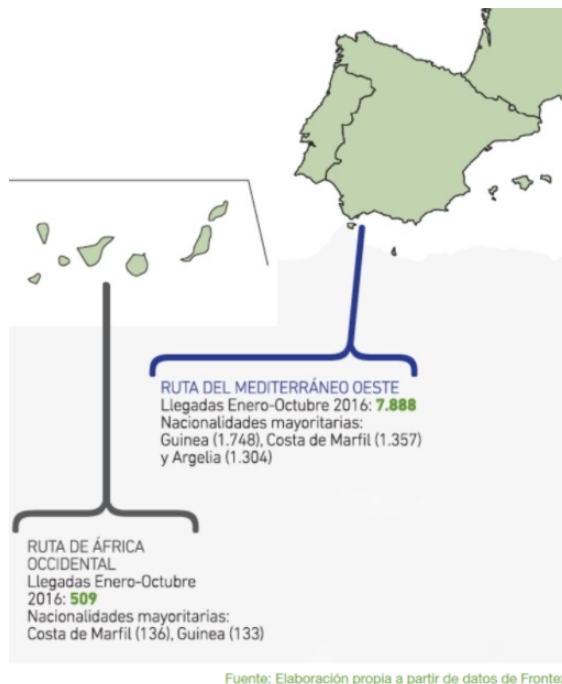 RUTA DEL MEDITERRÁNEO OESTE
Llegadas Enero-Octubre 2016: 7.888
Nacionalidades mayoritarias:
Guinea (1.748), Costa de Marfil (1.357)
y Argelia (1.304)
RUTA DE ÁFRICA
OCCIDENTAL
Llegadas Enero-Octubre
2016: 509
Nacionalidades mayoritarias:
Costa de Marfil (136), Guinea (133)
Fuente: Elaboración propia a partir de datos de Frontex